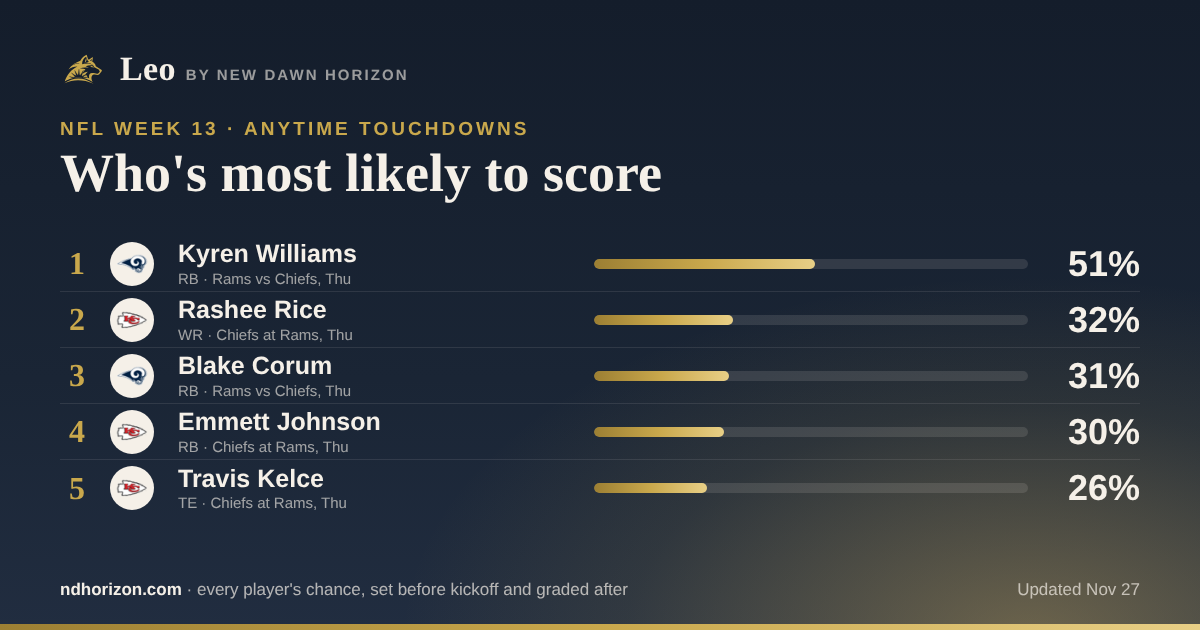 Leo BY NEW DAWN HORIZON
NFL WEEK 13 · ANYTIME TOUCHDOWNS
Who's most likely to score
1 Kyren Williams 51%
RB · Rams vs Chiefs, Thu
2 Rashee Rice 32%
WR · Chiefs at Rams, Thu
3 Blake Corum 31%
RB · Rams vs Chiefs, Thu
4 Emmett Johnson 30%
RB · Chiefs at Rams, Thu
5 Travis Kelce 26%
TE · Chiefs at Rams, Thu
ndhorizon.com · every player's chance, set before kickoff and graded after Updated Nov 27